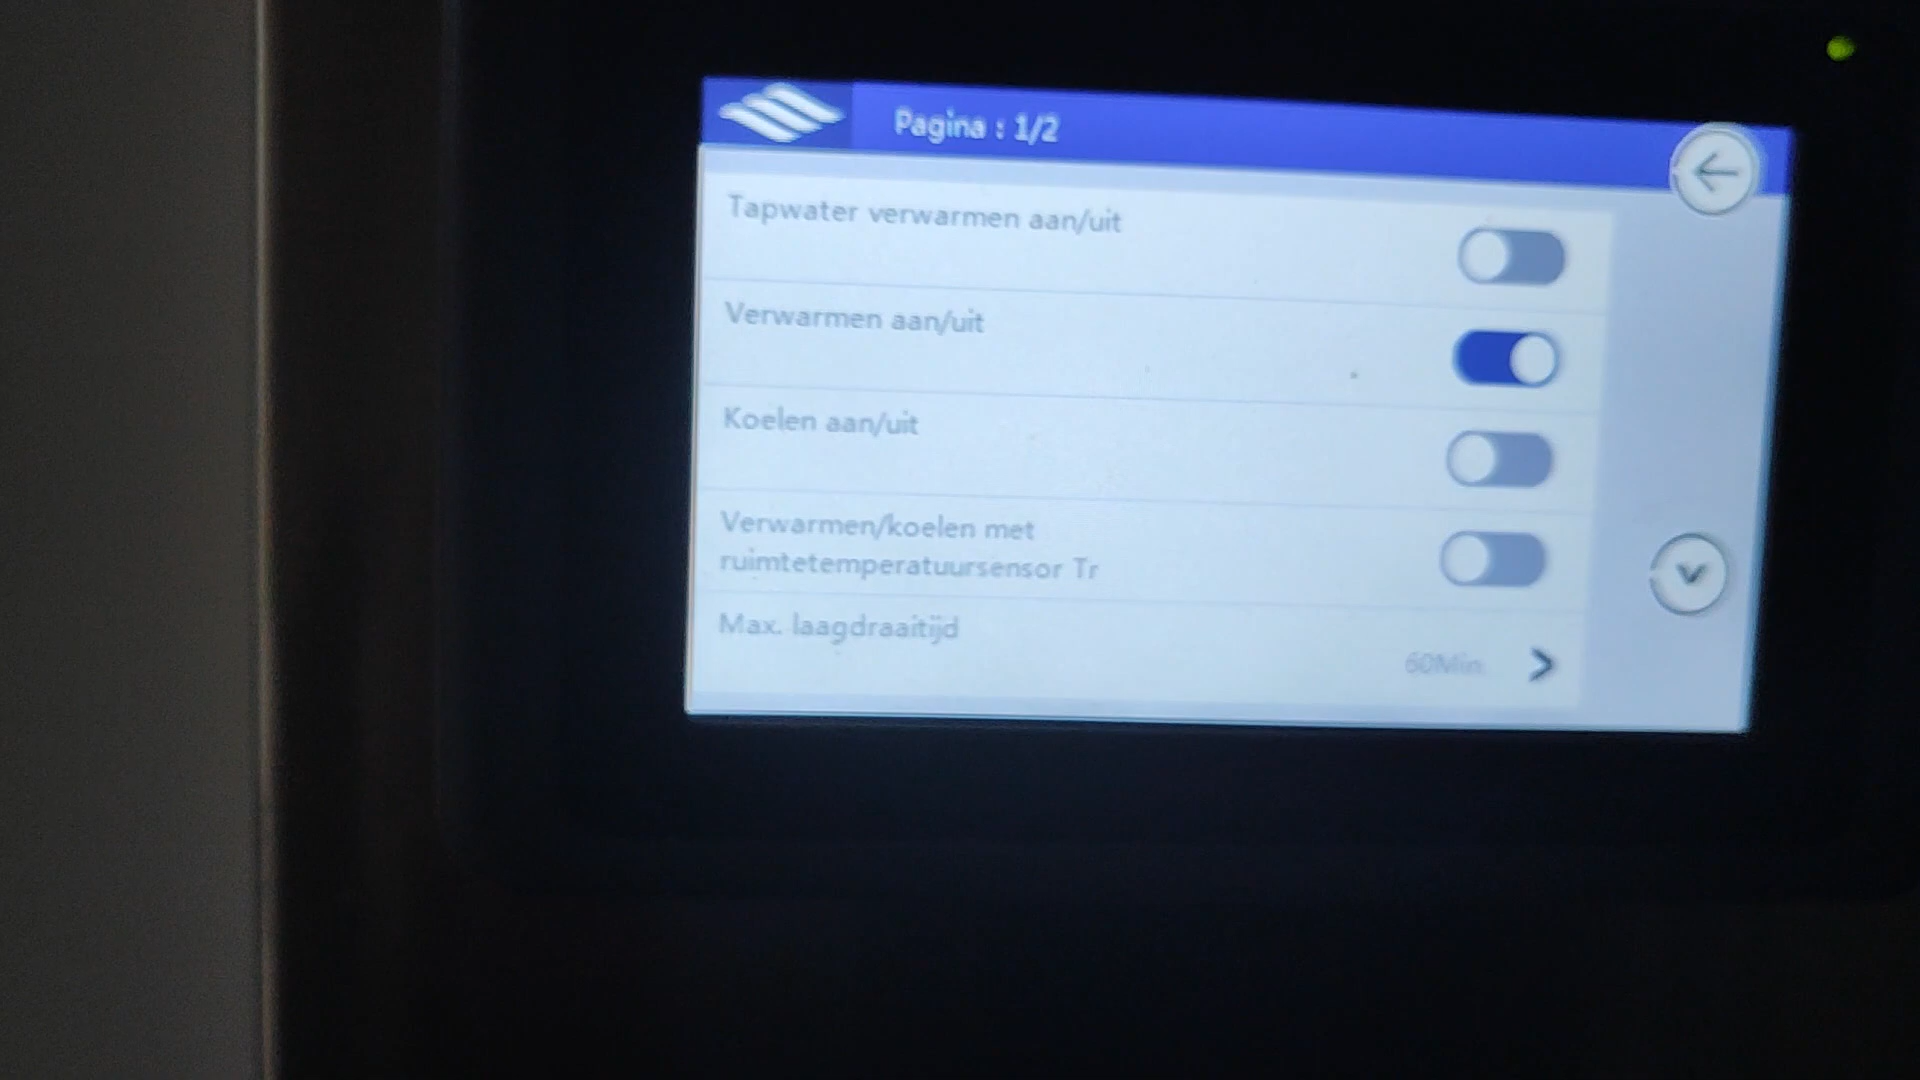 Pagina : 1/2
Tapwater verwarmen aan/uit
Verwarmen aan/uit
Koelen aan/uit
Verwarmen/koelen met
ruimtetemperatuursensor Tr
Max. laagdraaitijd
60Min.